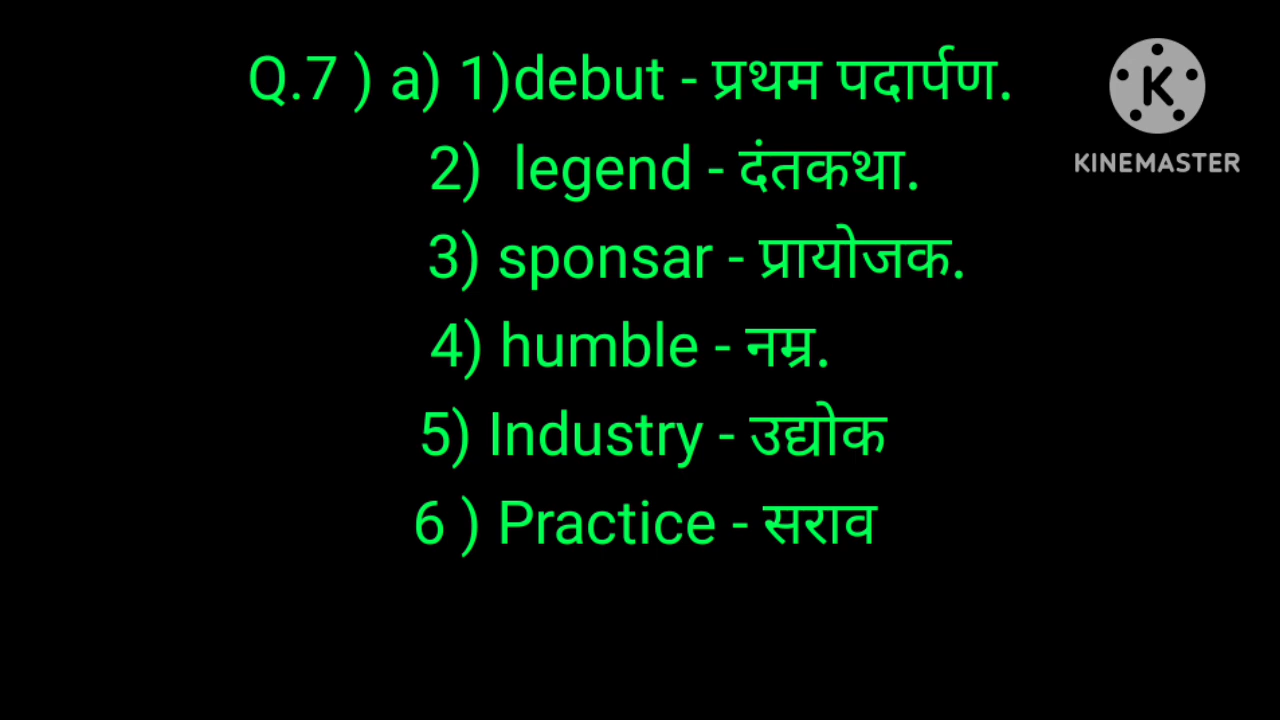 Q.7 ) a) 1)debut - प्रथम पदार्पण.
2) legend - दंतकथा.
3) sponsar - प्रायोजक.
4) humble - नम्र.
5) Industry - उद्योक
6 ) Practice - सराव
K
KINEMASTER